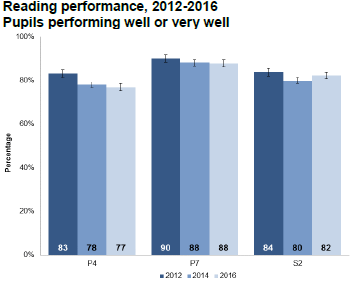 Reading performance, 2012-2016
Pupils performing well or very well
100%
80%
60%
40%
20%
0%
Percentage
83 78 77 90 88 88 84 80 82
P4 P7 S2
2012 2014 2016